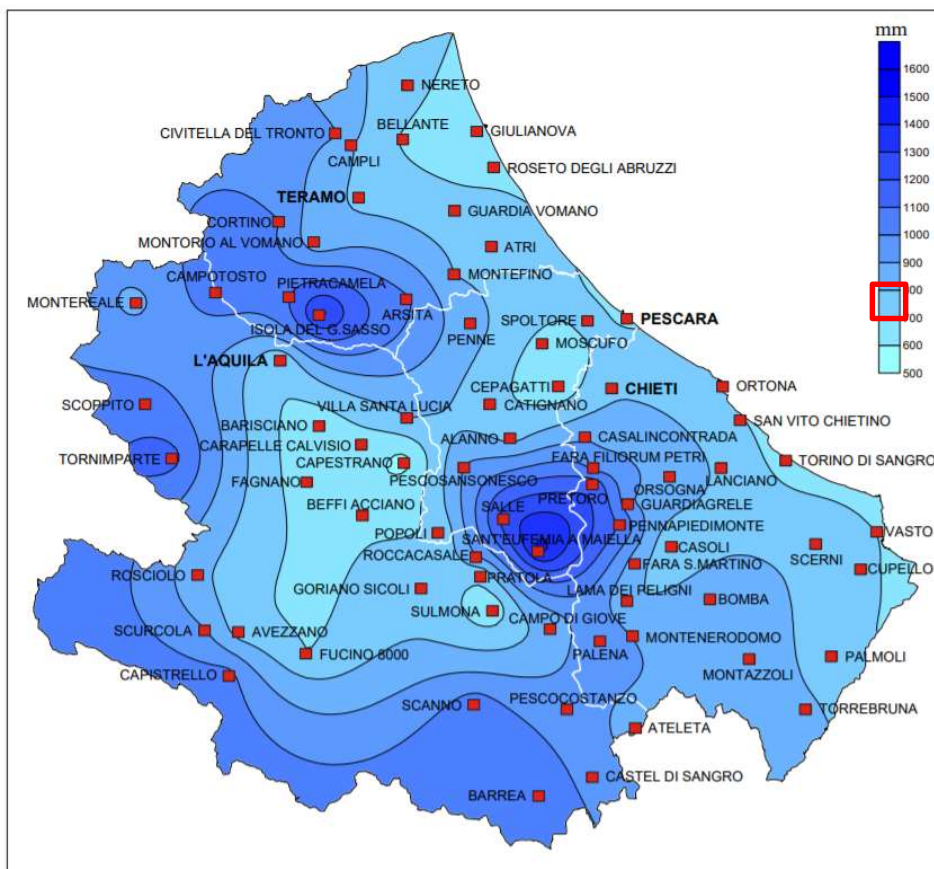 mm
1600
1500
1400
1300
1200
1100
1000
900
800
700
600
500
NERETO
BELLANTE
CIVITELLA DEL TRONTO
GIULIANOVA
CAMPLI
ROSETO DEGLI ABRUZZI
TERAMO
GUARDIA VOMANO
CORTINO
MONTORIO AL VOMANO
ATRI
CAMPOTOSTO
PIETRACAMELA
MONTEFINO
MONTEREALE
ARSITA
ISOLA DEL G.SASSO
SPOLTORE
PESCARA
PENNE
MOSCUFO
L'AQUILA
CEPAGATTI
CHIETI
ORTONA
SCOPPITO
VILLA SANTA LUCIA
CATIGNANO
SAN VITO CHIETINO
BARISCIANO
CARAPELLE CALVISIO
ALANNO
CASALINCONTRADA
TORNIMPARTE
CAPESTRANO
FARA FILIORUM PETRI
TORINO DI SANGRO
FAGNANO
PESCOSANSONESCO
LANCIANO
ORSOGNA
PRETORO
GUARDIAGRELE
BEFFI ACCIANO
SALLE
PENNAPIEDIMONTE
POPOLI
SANT'EUFEMIA A MAIELLA
VASTO
ROCCACASALE
CASOLI
SCERNI
FARA S.MARTINO
CUPELLO
ROSCIOLO
PRATOLA
GORIANO SICOLI
LAMA DEI PELIGNI
BOMBA
SULMONA
CAMPO DI GIOVE
SCURCOLA
AVEZZANO
MONTENERODOMO
PALENA
FUCINO 8000
PALMOLI
MONTAZZOLI
CAPISTRELLO
SCANNO
PESCOCOSTANZO
TORREBRUNA
ATELETA
CASTEL DI SANGRO
BARREA